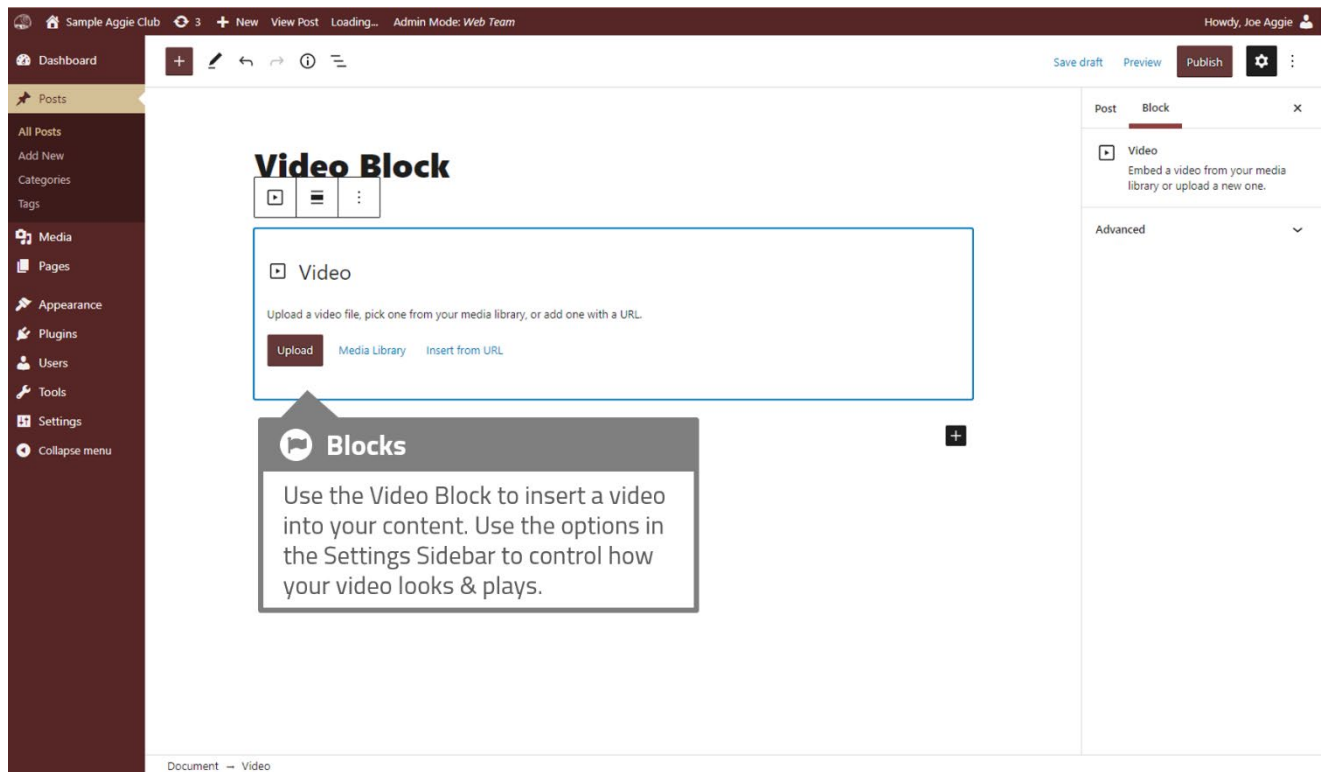 Sample Aggie Club 3 New View Post Loading... Admin Mode: Web Team Howdy, Joe Aggie
Dashboard
Save draft Preview Publish
Posts
All Posts
Add New
Categories
Tags
Media
Pages
Appearance
Plugins
Users
Tools
Settings
Collapse menu
Video Block
Video
Upload a video file, pick one from your media library, or add one with a URL.
Upload Media Library Insert from URL
Blocks
Use the Video Block to insert a video
into your content. Use the options in
the Settings Sidebar to control how
your video looks & plays.
Post Block
Video
Embed a video from your media
library or upload a new one.
Advanced
Document → Video